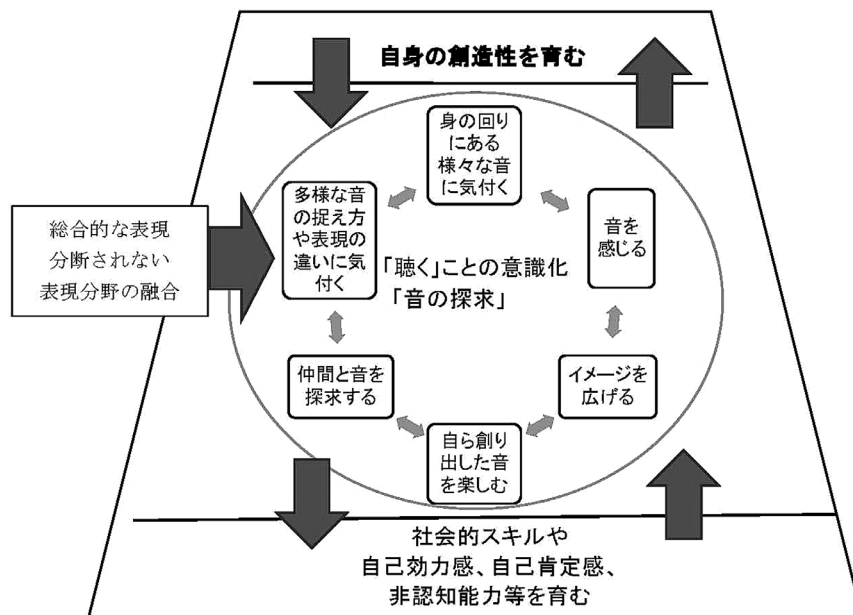 自身の創造性を育む
身の回り
にある
様々な音
に気付く
多様な音
の捉え方
や表現の
違いに気
付く
音を
感じる
総合的な表現
分断されない
表現分野の融合
「聴く」ことの意識化
「音の探求」
仲間と音を
探求する
イメージを
広げる
自ら創り
出した音
を楽しむ
社会的スキルや
自己効力感、自己肯定感、
非認知能力等を育む